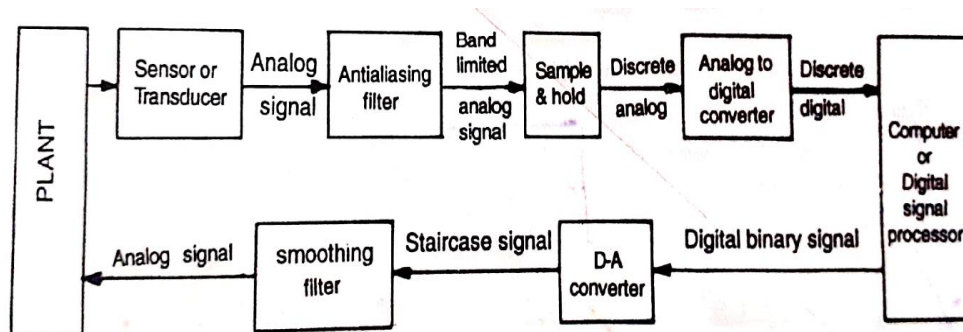 PLANT
Sensor or
Transducer
Analog
signal
Antialiasing
filter
Band
limited
analog
signal
Sample
& hold
Discrete
analog
Analog to
digital
converter
Discrete
digital
Computer
or
Digital
signal
processor
Digital binary signal
D-A
converter
Staircase signal
smoothing
filter
Analog signal